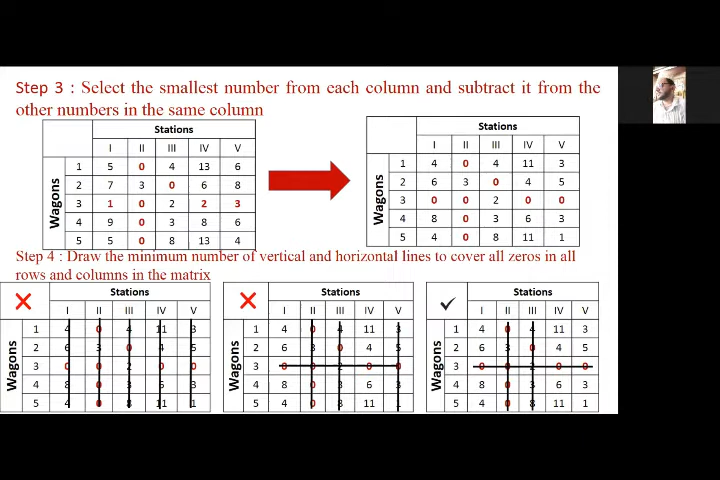 Step 3 : Select the smallest number from each column and subtract it from the
other numbers in the same column
Stations
I II III IV V
Wagons
1 5 0 4 13 6
2 7 3 0 6 8
3 1 0 2 2 3
4 9 0 3 8 6
5 5 0 8 13 4
Stations
I II III IV V
Wagons
1 4 0 4 11 3
2 6 3 0 4 5
3 0 0 2 0 0
4 8 0 3 6 3
5 4 0 8 11 1
Step 4 : Draw the minimum number of vertical and horizontal lines to cover all zeros in all
rows and columns in the matrix
Stations
I II III IV V
Wagons
1 4 0 4 11 3
2 6 3 0 4 5
3 0 0 2 0 0
4 8 0 3 6 3
5 4 0 8 11 1
Stations
I II III IV V
Wagons
1 4 0 4 11 3
2 6 3 0 4 5
3 0 0 2 0 0
4 8 0 3 6 3
5 4 0 8 11 1
Stations
I II III IV V
Wagons
1 4 0 4 11 3
2 6 3 0 4 5
3 0 0 2 0 0
4 8 0 3 6 3
5 4 0 8 11 1